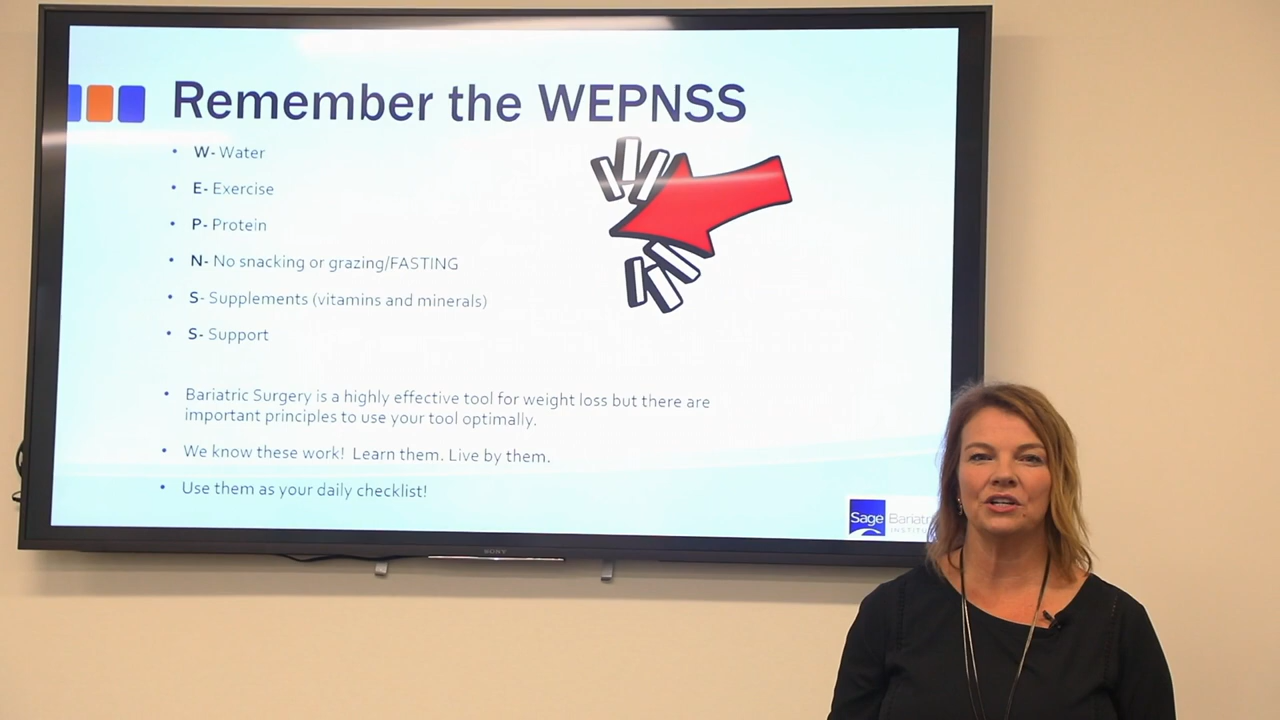 Remember the WEPNSS
• W- Water
• E- Exercise
• P- Protein
• N- No snacking or grazing/FASTING
• S- Supplements (vitamins and minerals)
• S- Support
• Bariatric Surgery is a highly effective tool for weight loss but there are
important principles to use your tool optimally.
• We know these work! Learn them. Live by them.
• Use them as your daily checklist!
Sage
SONY